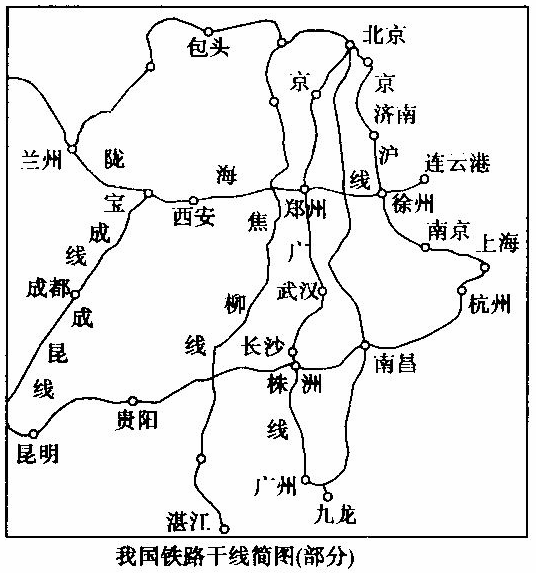 包头
北京
京
京
济南
沪
兰州
陇
海
线
连云港
宝
西安
郑州
徐州
成
线
焦
广
南京
上海
成都
成
武汉
杭州
昆
柳
线
线
长沙
株洲
南昌
贵阳
线
昆明
广州
九龙
湛江
我国铁路干线简图(部分)